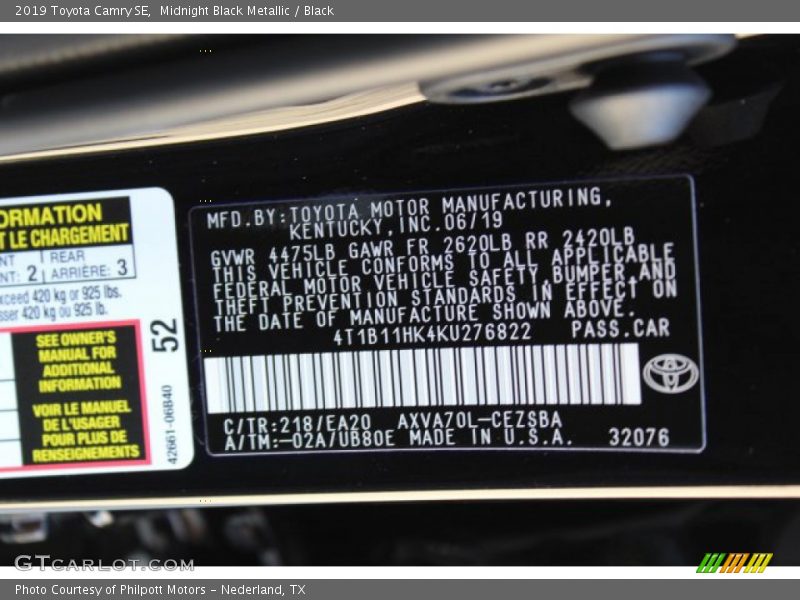 2019 Toyota Camry SE, Midnight Black Metallic / Black
ORMATION
T LE CHARGEMENT
NT REAR
NT: 2 ARRIÈRE: 3
xceed 420 kg or 925 lbs.
sser 420 kg ou 925 lb.
SEE OWNER'S
MANUAL FOR
ADDITIONAL
INFORMATION
VOIR LE MANUEL
DE L'USAGER
POUR PLUS DE
RENSEIGNEMENTS
52
42661-06B40
MFD.BY:TOYOTA MOTOR MANUFACTURING,
KENTUCKY,INC.06/19
GVWR 4475LB GAWR FR 2620LB RR 2420LB
THIS VEHICLE CONFORMS TO ALL APPLICABLE
FEDERAL MOTOR VEHICLE SAFETY,BUMPER,AND
THEFT PREVENTION STANDARDS IN EFFECT ON
THE DATE OF MANUFACTURE SHOWN ABOVE.
4T1B11HK4KU276822 PASS.CAR
C/TR:218/EA20 AXVA70L-CEZSBA
A/TM:-02A/UB80E MADE IN U.S.A. 32076
GTCARLOT.COM
Photo Courtesy of Philpott Motors - Nederland, TX